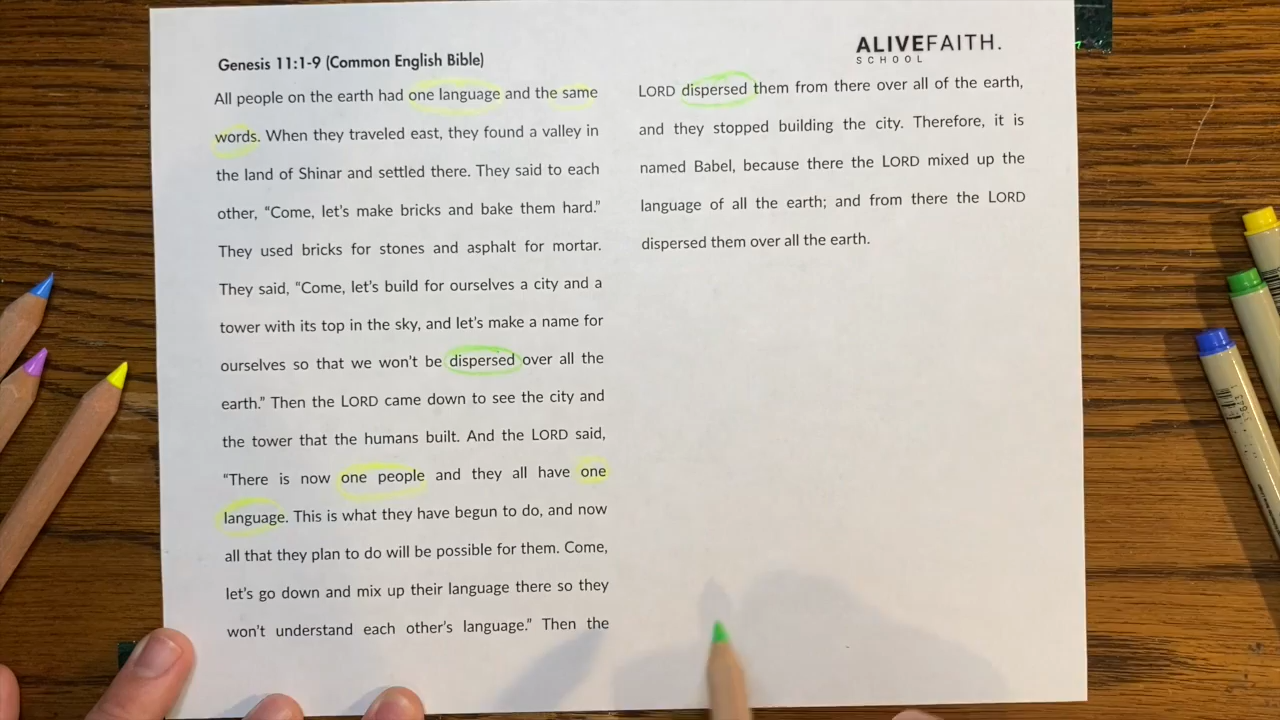 Genesis 11:1-9 (Common English Bible)
All people on the earth had one language and the same
words. When they traveled east, they found a valley in
the land of Shinar and settled there. They said to each
other, “Come, let’s make bricks and bake them hard.”
They used bricks for stones and asphalt for mortar.
They said, “Come, let’s build for ourselves a city and a
tower with its top in the sky, and let’s make a name for
ourselves so that we won’t be dispersed over all the
earth.” Then the LORD came down to see the city and
the tower that the humans built. And the LORD said,
“There is now one people and they all have one
language. This is what they have begun to do, and now
all that they plan to do will be possible for them. Come,
let’s go down and mix up their language there so they
won’t understand each other’s language.” Then the
ALIVEFAITH.
SCHOOL
LORD dispersed them from there over all of the earth,
and they stopped building the city. Therefore, it is
named Babel, because there the LORD mixed up the
language of all the earth; and from there the LORD
dispersed them over all the earth.